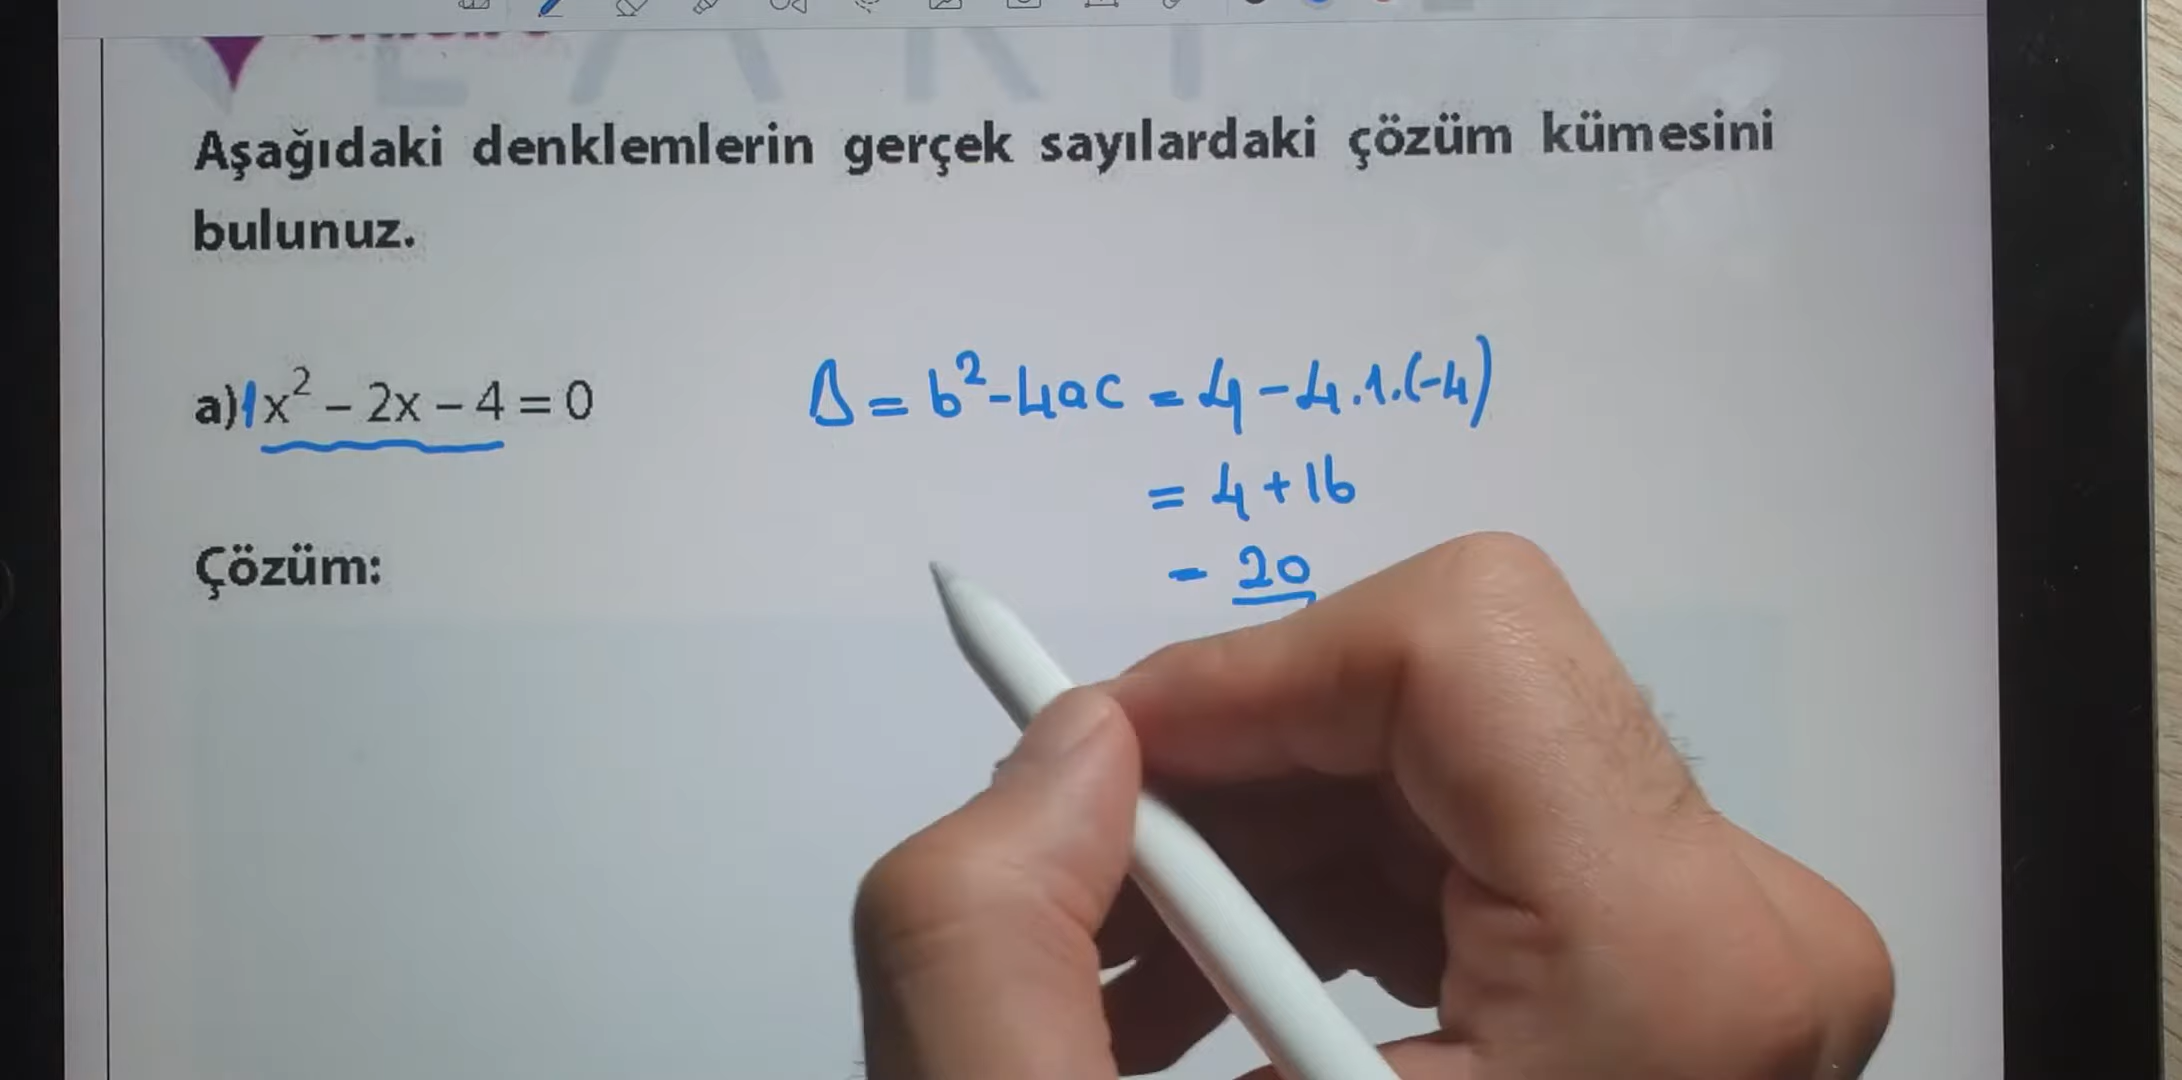 Aşağıdaki denklemlerin gerçek sayılardaki çözüm kümesini
bulunuz.
a) 1x² – 2x – 4 = 0
Δ = b² - 4ac = 4 - 4.1.(-4)
= 4 + 16
- 20
Çözüm: